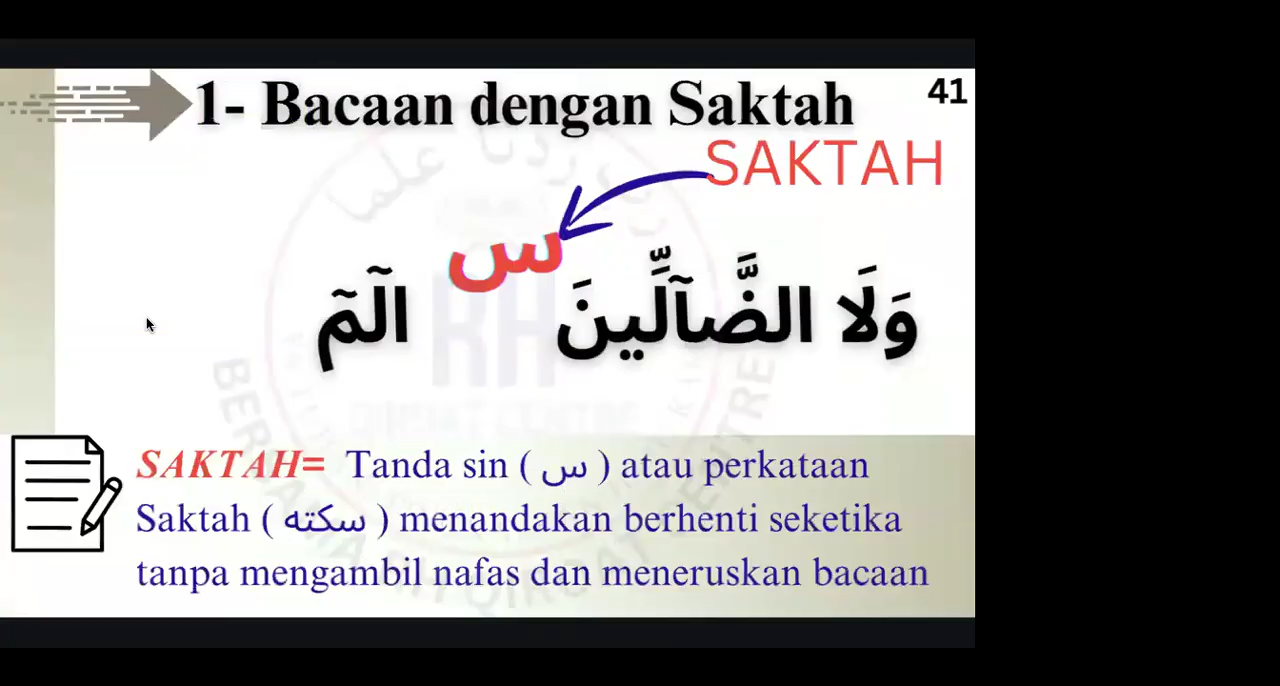 1- Bacaan dengan Saktah
41
SAKTAH
س
وَلَا الضَّآلِّينَ الٓمٓ
SAKTAH= Tanda sin ( س ) atau perkataan
Saktah ( سكته ) menandakan berhenti seketika
tanpa mengambil nafas dan meneruskan bacaan